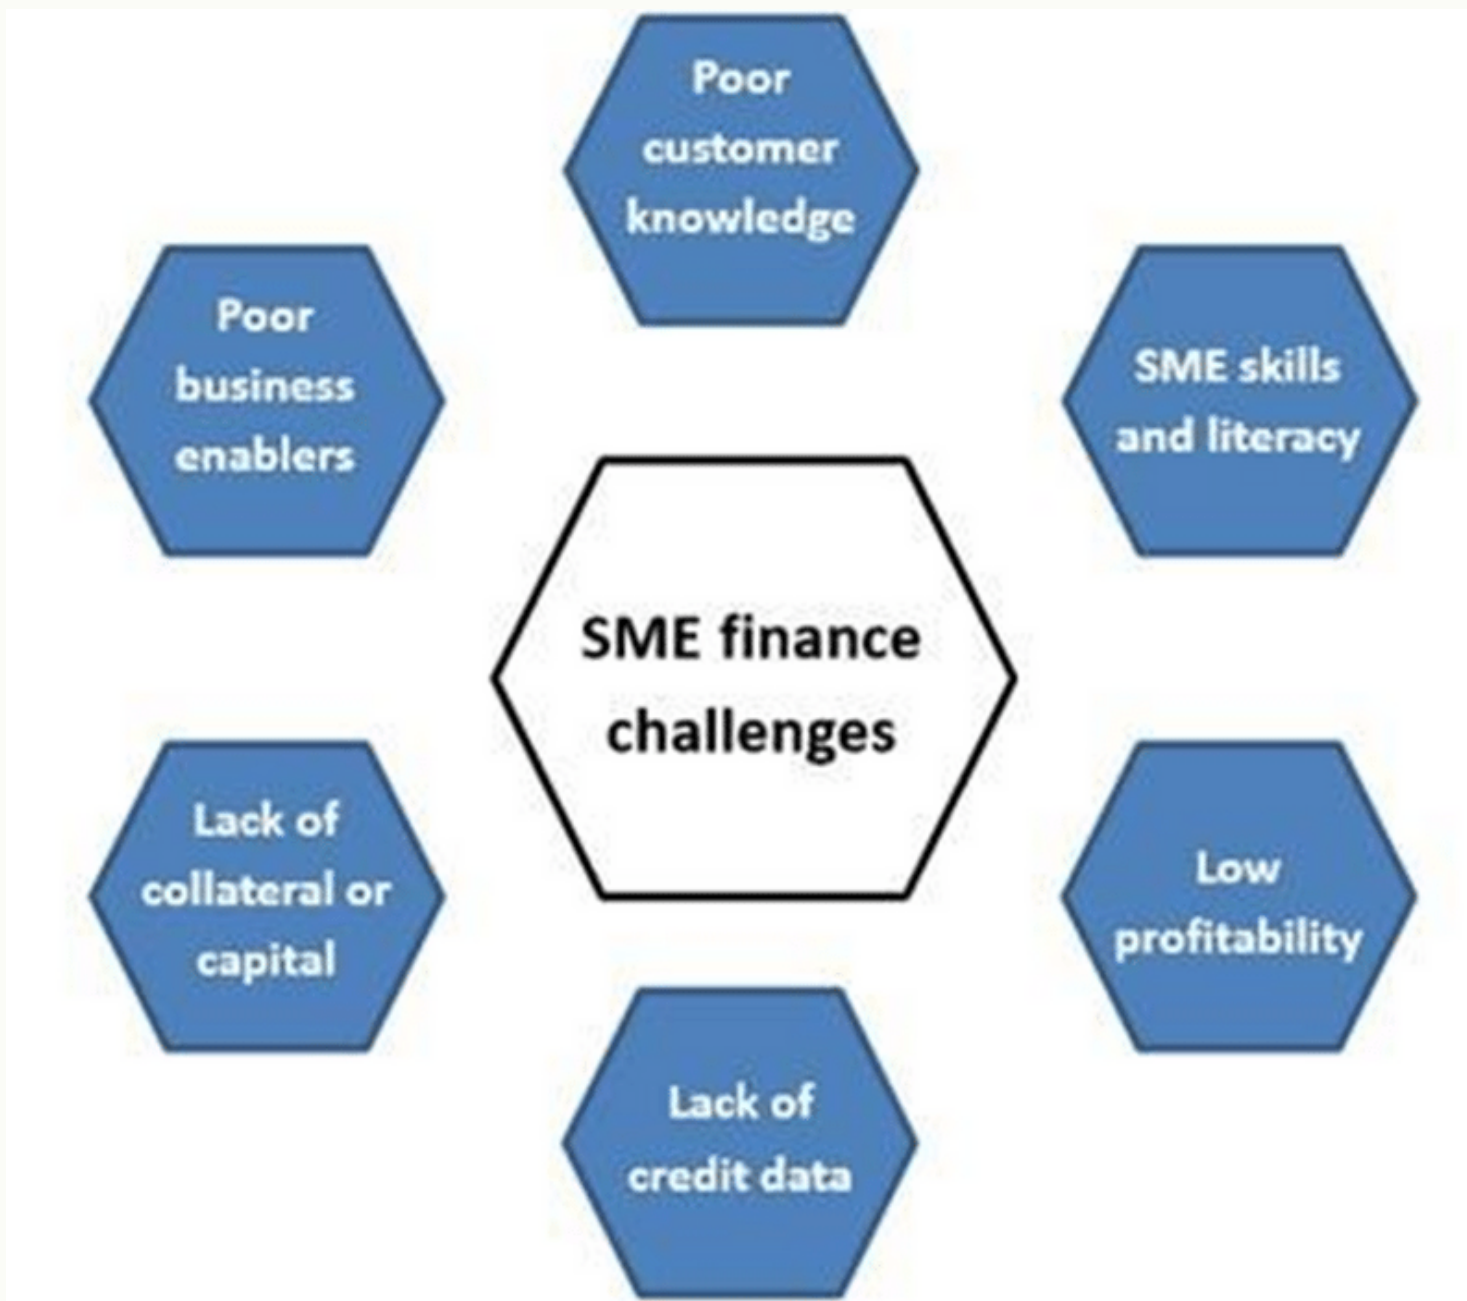 Poor
customer
knowledge
Poor
business
enablers
SME skills
and literacy
SME finance
challenges
Lack of
collateral or
capital
Low
profitability
Lack of
credit data